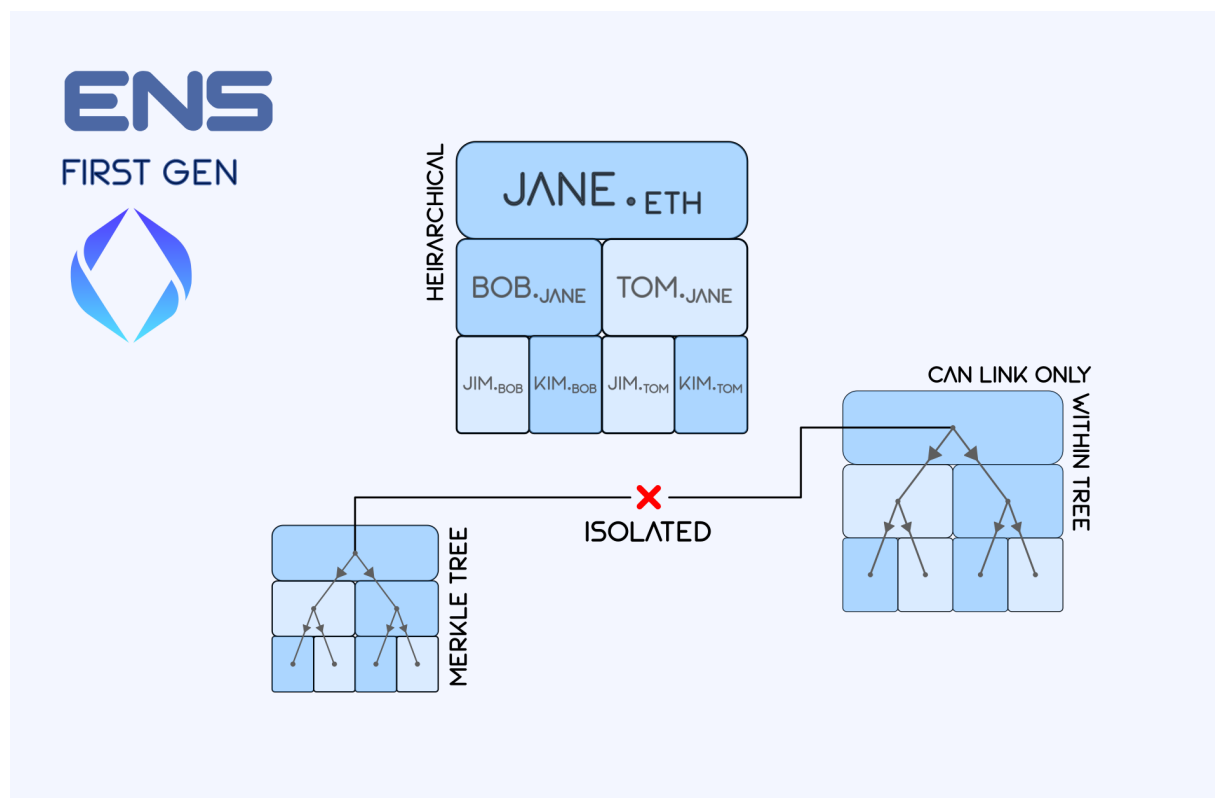 ENS
FIRST GEN
HEIRARCHICAL
JANE.ETH
BOB.JANE
TOM.JANE
JIM.BOB
KIM.BOB
JIM.TOM
KIM.TOM
CAN LINK ONLY
WITHIN TREE
ISOLATED
MERKLE TREE